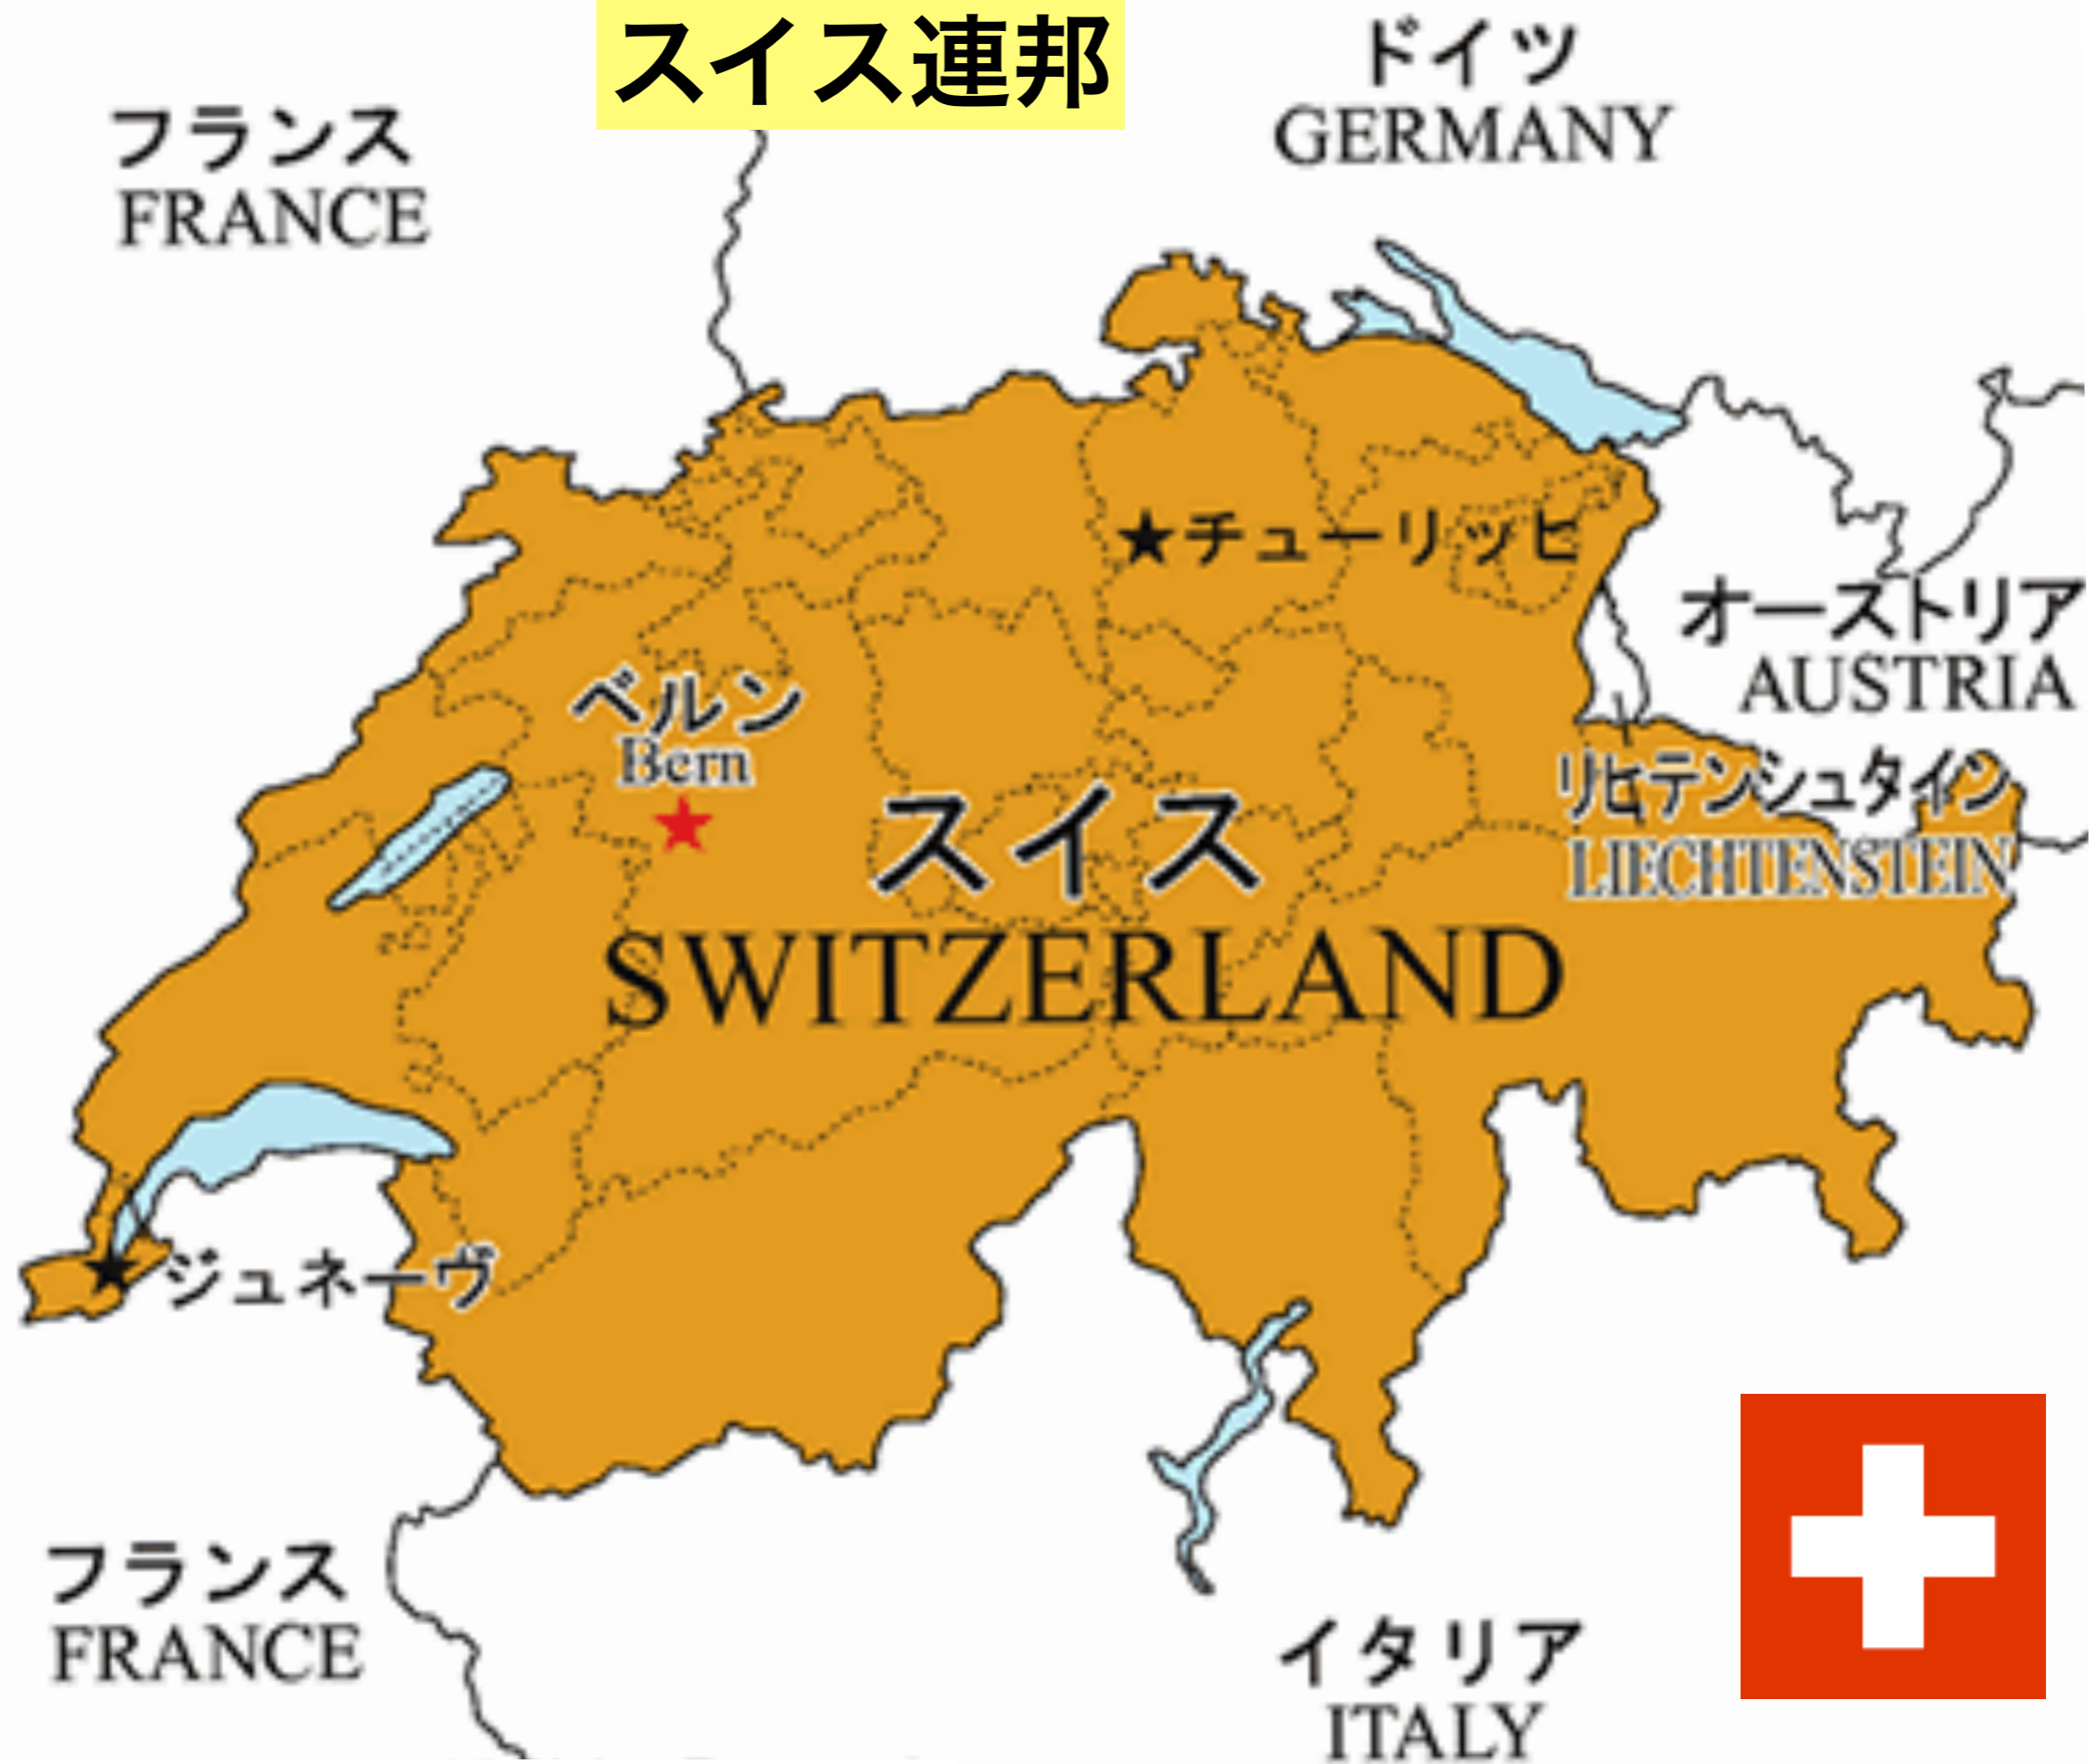 スイス連邦
ドイツ
GERMANY
フランス
FRANCE
★チューリッヒ
オーストリア
AUSTRIA
ベルン
Bern
リヒテンシュタイン
LIECHTENSTEIN
スイス
SWITZERLAND
ジュネーヴ
フランス
FRANCE
イタリア
ITALY